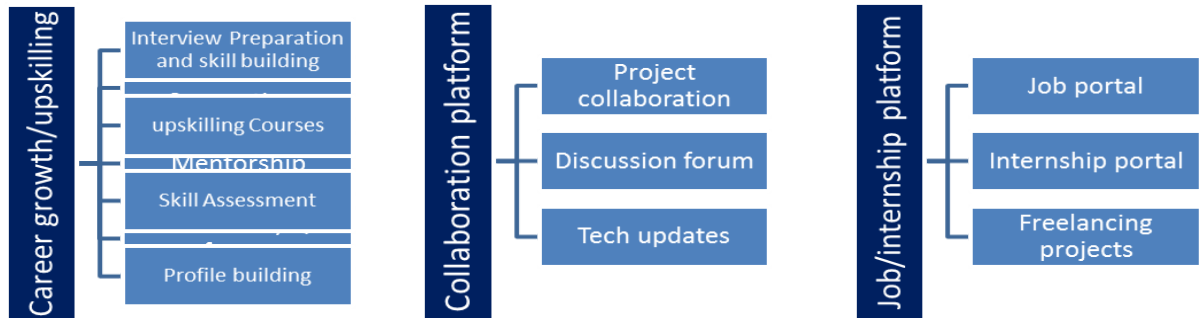 Career growth/upskilling
Interview Preparation
and skill building
upskilling Courses
Mentorship
Skill Assessment
Profile building
Collaboration platform
Project
collaboration
Discussion forum
Tech updates
Job/internship platform
Job portal
Internship portal
Freelancing
projects